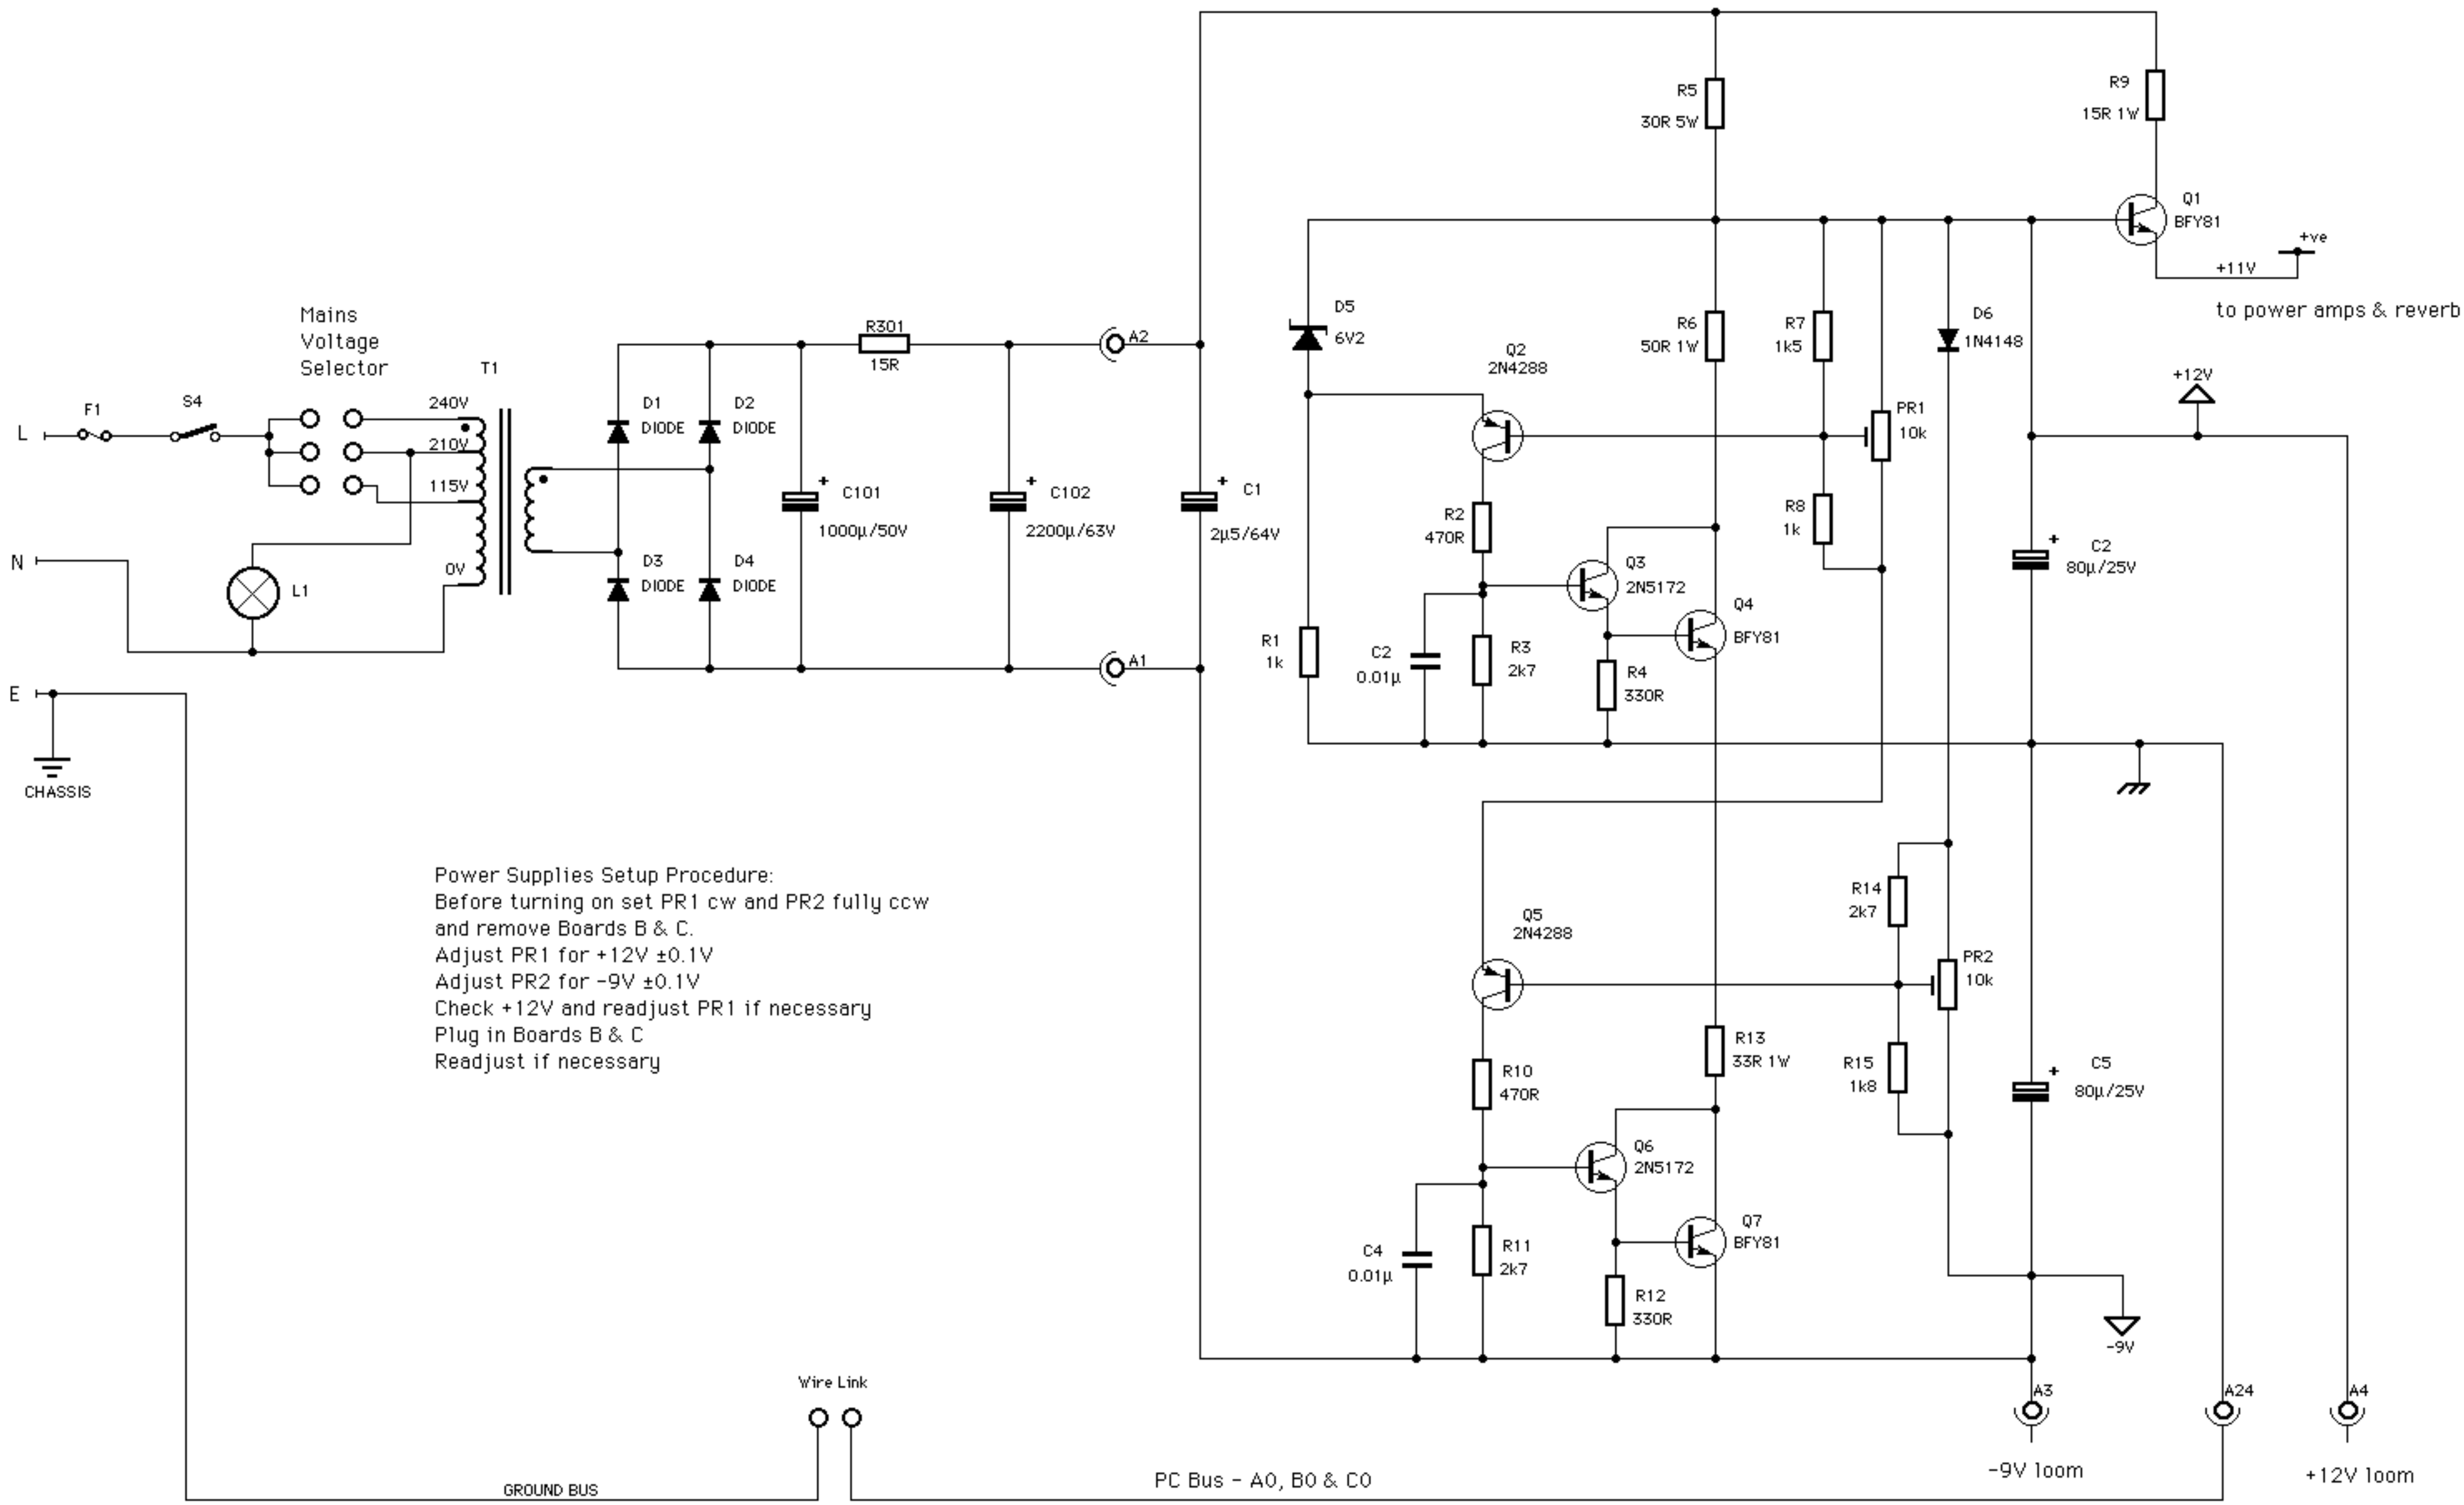 R5
30R 5W
R9
15R 1W
Q1
BFY81
+ve
+11V
to power amps & reverb
Mains
Voltage
Selector
T1
240V
210V
115V
0V
F1
S4
L
N
E
L1
CHASSIS
D1
DIODE
D2
DIODE
D3
DIODE
D4
DIODE
R301
15R
+
C101
1000µ/50V
+
C102
2200µ/63V
A2
A1
+
C1
2µ5/64V
D5
6V2
Q2
2N4288
R6
50R 1W
R7
1k5
D6
1N4148
PR1
10k
+12V
R2
470R
R8
1k
Q3
2N5172
Q4
BFY81
+
C2
80µ/25V
R1
1k
C2
0.01µ
R3
2k7
R4
330R
Power Supplies Setup Procedure:
Before turning on set PR1 cw and PR2 fully ccw
and remove Boards B & C.
Adjust PR1 for +12V ±0.1V
Adjust PR2 for -9V ±0.1V
Check +12V and readjust PR1 if necessary
Plug in Boards B & C
Readjust if necessary
Q5
2N4288
R14
2k7
PR2
10k
R13
33R 1W
R15
1k8
+
C5
80µ/25V
R10
470R
Q6
2N5172
Q7
BFY81
C4
0.01µ
R11
2k7
R12
330R
-9V
Wire Link
A3
A24
A4
-9V loom
+12V loom
PC Bus - A0, B0 & C0
GROUND BUS